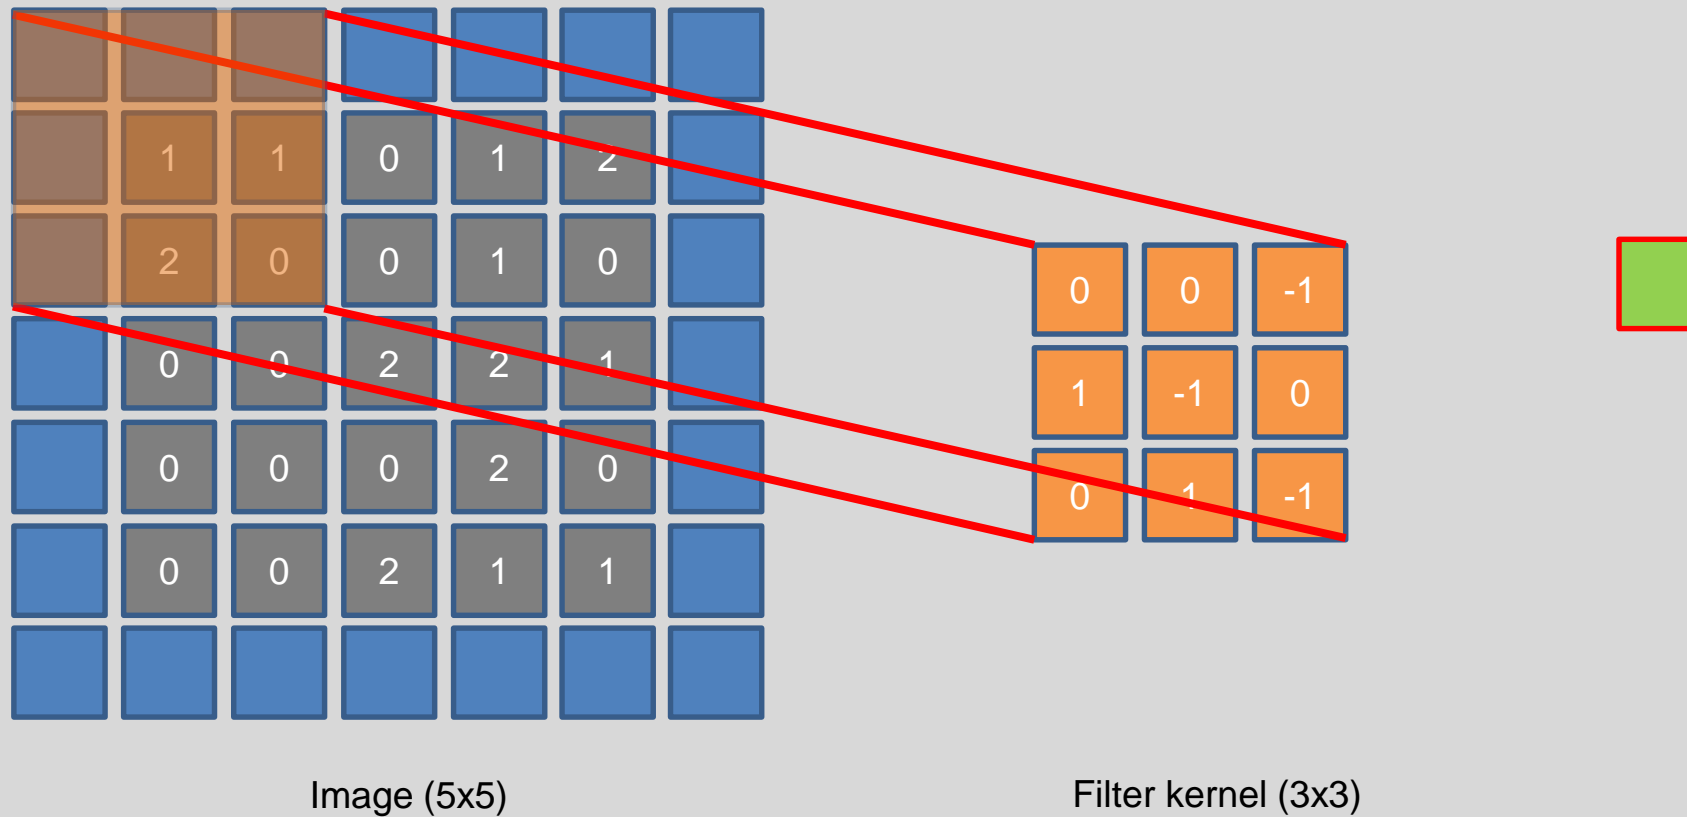 1 1 0 1 2
2 0 0 1 0
0 0 -1
0 0 2 2 1
1 -1 0
0 0 0 2 0
0 1 -1
0 0 2 1 1
Image (5x5)
Filter kernel (3x3)